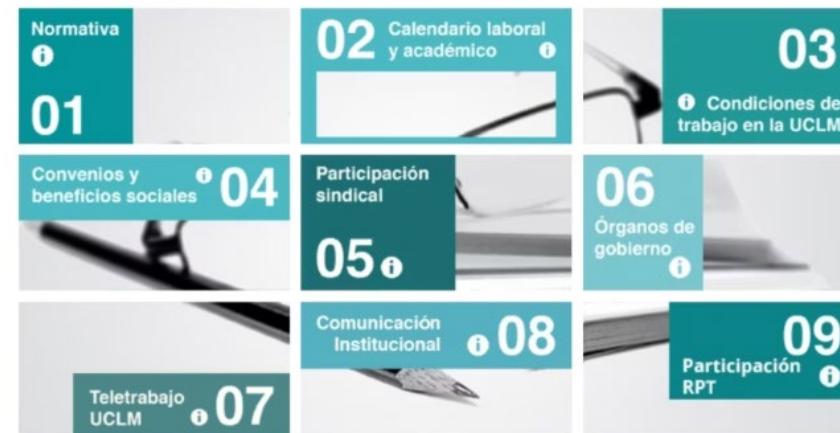 Normativa
01
02
Calendario laboral
y académico
03
Condiciones de
trabajo en la UCLM
Convenios y
beneficios sociales
04
Participación
sindical
05
06
Órganos de
gobierno
Teletrabajo
UCLM
07
Comunicación
Institucional
08
09
Participación
RPT